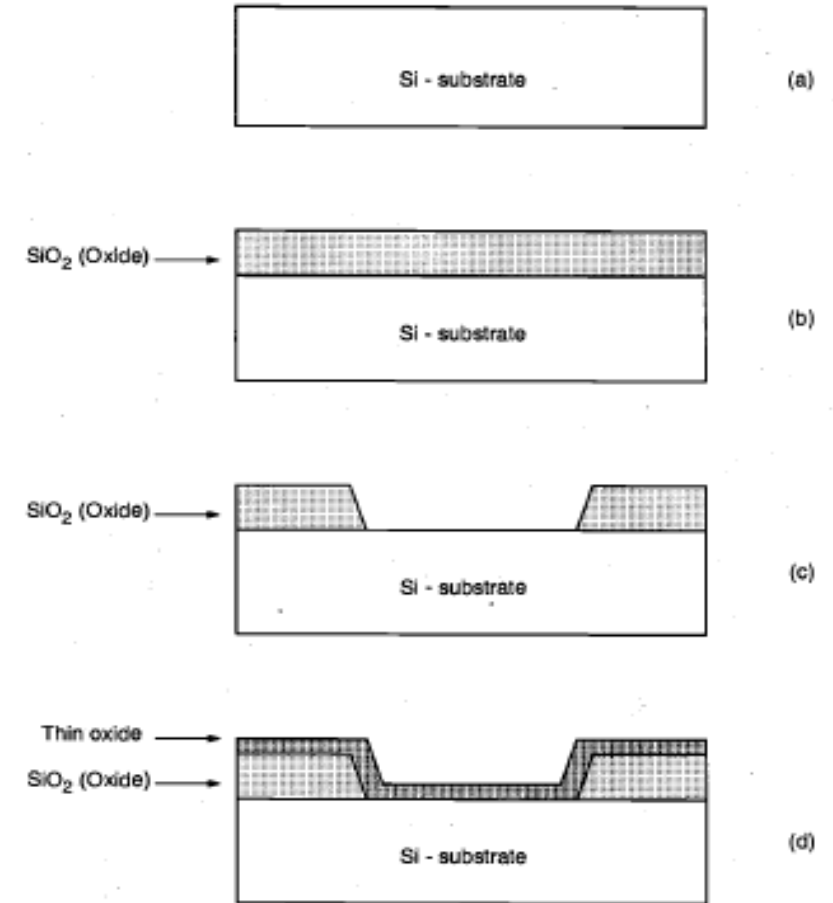 Si - substrate
(a)
SiO2 (Oxide)
Si - substrate
(b)
SiO2 (Oxide)
Si - substrate
(c)
Thin oxide
SiO2 (Oxide)
Si - substrate
(d)